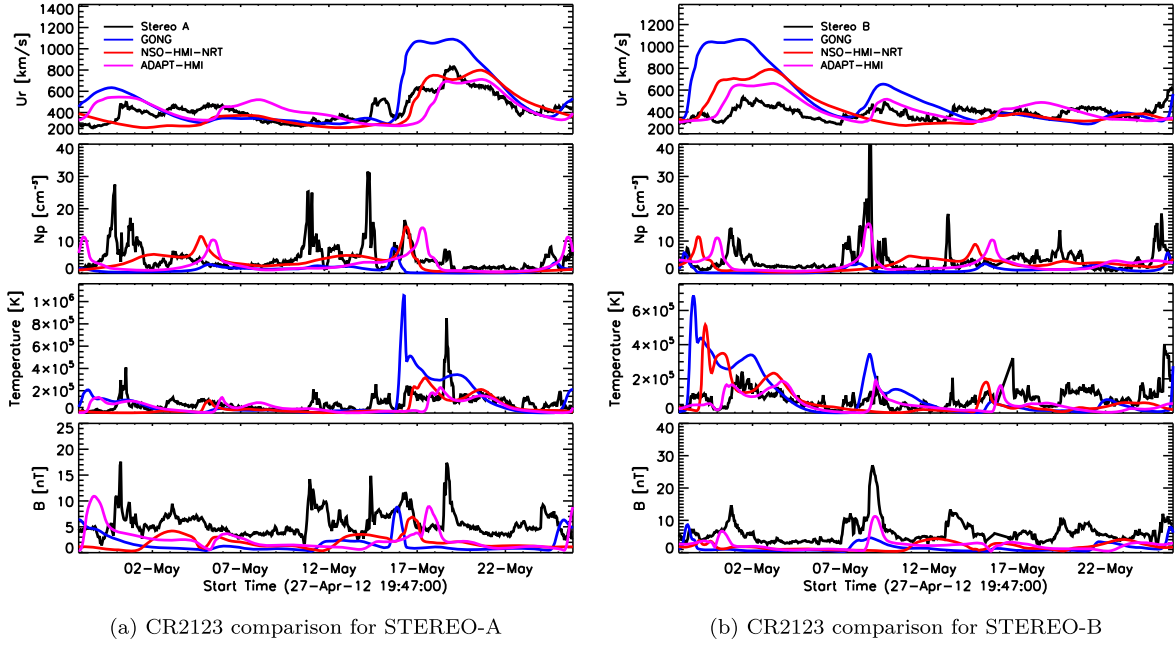 1400
1200
1000
800
600
400
200
Ur [km/s]
Stereo A
GONG
NSO-HMI-NRT
ADAPT-HMI
40
30
20
10
0
Np [cm⁻³]
1×10⁶
8×10⁵
6×10⁵
4×10⁵
2×10⁵
0
Temperature [K]
25
20
15
10
5
0
B [nT]
02-May 07-May 12-May 17-May 22-May
Start Time (27-Apr-12 19:47:00)
(a) CR2123 comparison for STEREO-A
1200
1000
800
600
400
200
Ur [km/s]
Stereo B
GONG
NSO-HMI-NRT
ADAPT-HMI
40
30
20
10
0
Np [cm⁻³]
6×10⁵
4×10⁵
2×10⁵
0
Temperature [K]
40
30
20
10
0
B [nT]
02-May 07-May 12-May 17-May 22-May
Start Time (27-Apr-12 19:47:00)
(b) CR2123 comparison for STEREO-B